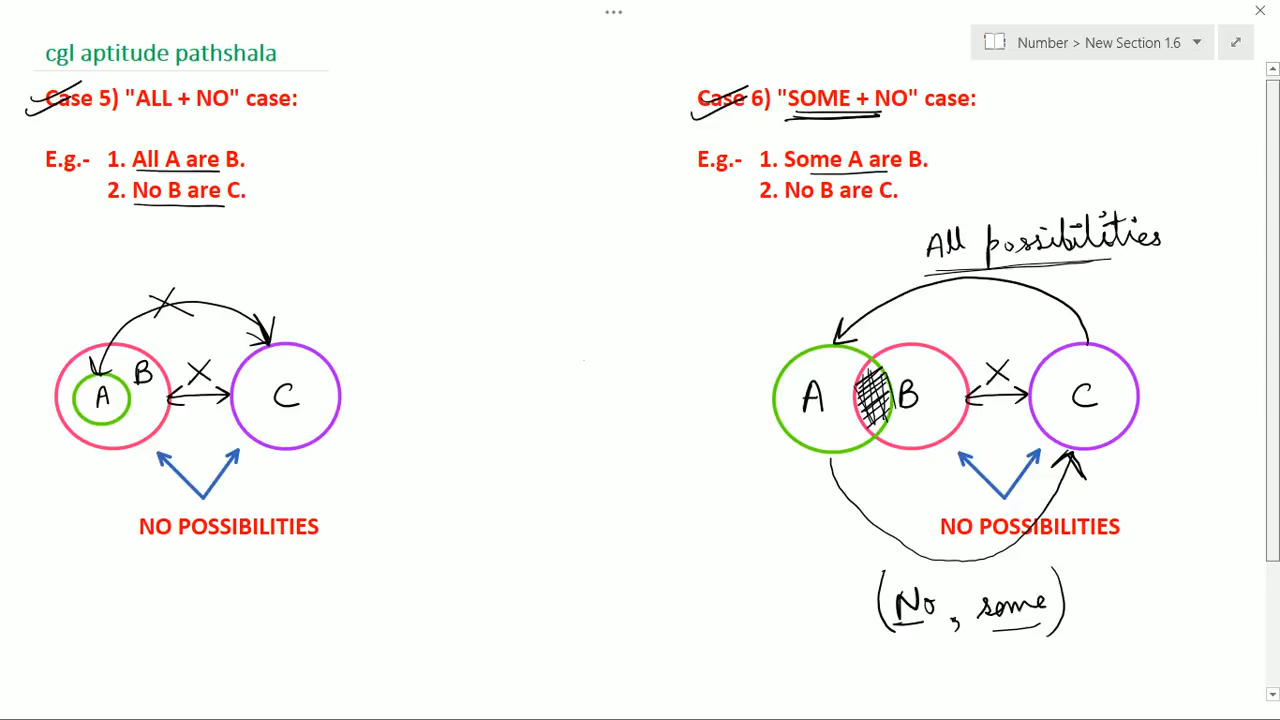 Number > New Section 1.6
cgl aptitude pathshala
Case 5) "ALL + NO" case:
E.g.- 1. All A are B.
2. No B are C.
A
B
C
NO POSSIBILITIES
Case 6) "SOME + NO" case:
E.g.- 1. Some A are B.
2. No B are C.
All possibilities
A
B
C
NO POSSIBILITIES
(No, some)